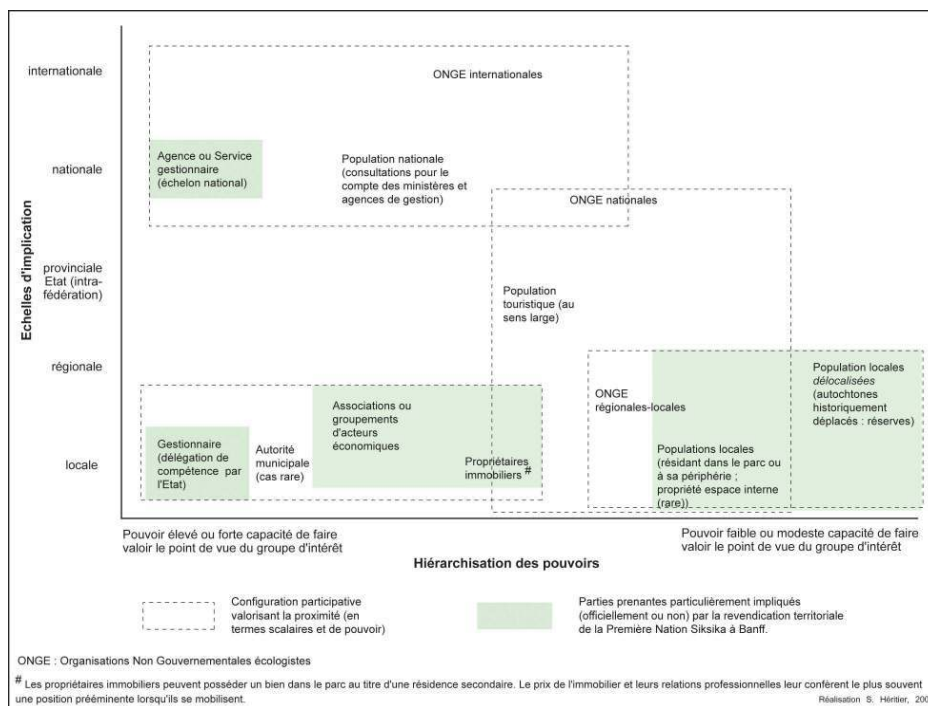 internationale
ONGE internationales
nationale
Agence ou Service
gestionnaire
(échelon national)
Population nationale
(consultations pour le
compte des ministères et
agences de gestion)
ONGE nationales
Echelles d'implication
provinciale
Etat (intra-
fédération)
Population
touristique (au
sens large)
régionale
Population locales
délocalisées
(autochtones
historiquement
déplacés : réserves)
ONGE
régionales-locales
Associations ou
groupements
d'acteurs
économiques
locale
Gestionnaire
(délégation de
compétence par
l'Etat)
Autorité
municipale
(cas rare)
Propriétaires
immobiliers #
Populations locales
(résidant dans le parc ou
à sa périphérie ;
propriété espace interne
(rare))
Pouvoir élevé ou forte capacité de faire
valoir le point de vue du groupe d'intérêt
Pouvoir faible ou modeste capacité de faire
valoir le point de vue du groupe d'intérêt
Hiérarchisation des pouvoirs
Configuration participative
valorisant la proximité (en
termes scalaires et de pouvoir)
Parties prenantes particulièrement impliqués
(officiellement ou non) par la revendication territoriale
de la Première Nation Siksika à Banff.
ONGE : Organisations Non Gouvernementales écologistes
# Les propriétaires immobiliers peuvent posséder un bien dans le parc au titre d'une résidence secondaire. Le prix de l'immobilier et leurs relations professionnelles leur confèrent le plus souvent
une position prééminente lorsqu'ils se mobilisent.
Réalisation S. Héritier,